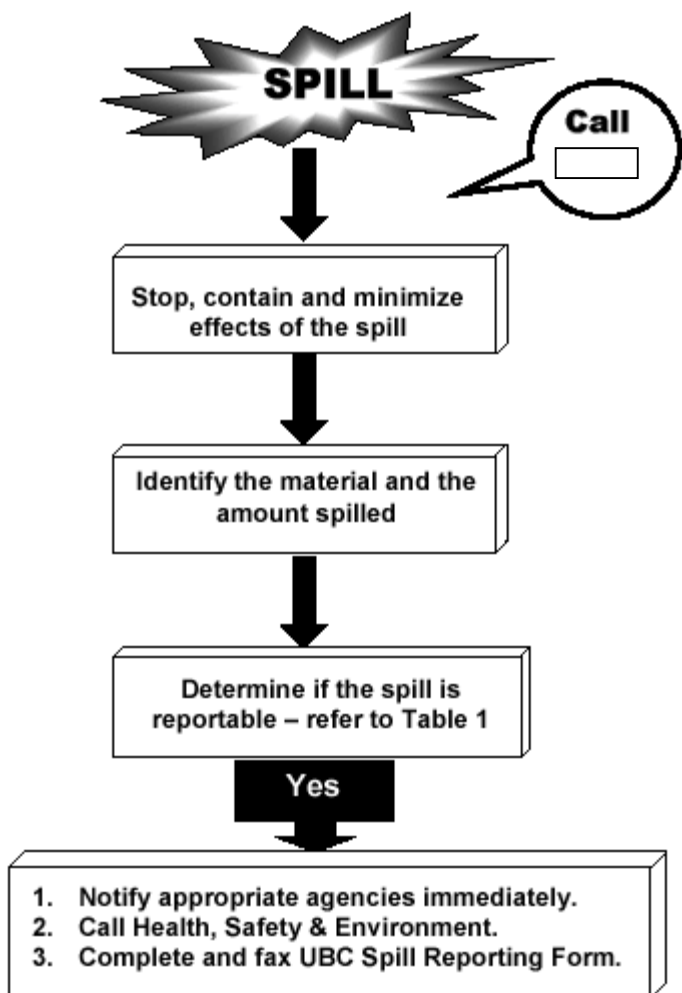 SPILL
Call
Stop, contain and minimize
effects of the spill
Identify the material and the
amount spilled
Determine if the spill is
reportable – refer to Table 1
Yes
1. Notify appropriate agencies immediately.
2. Call Health, Safety & Environment.
3. Complete and fax UBC Spill Reporting Form.